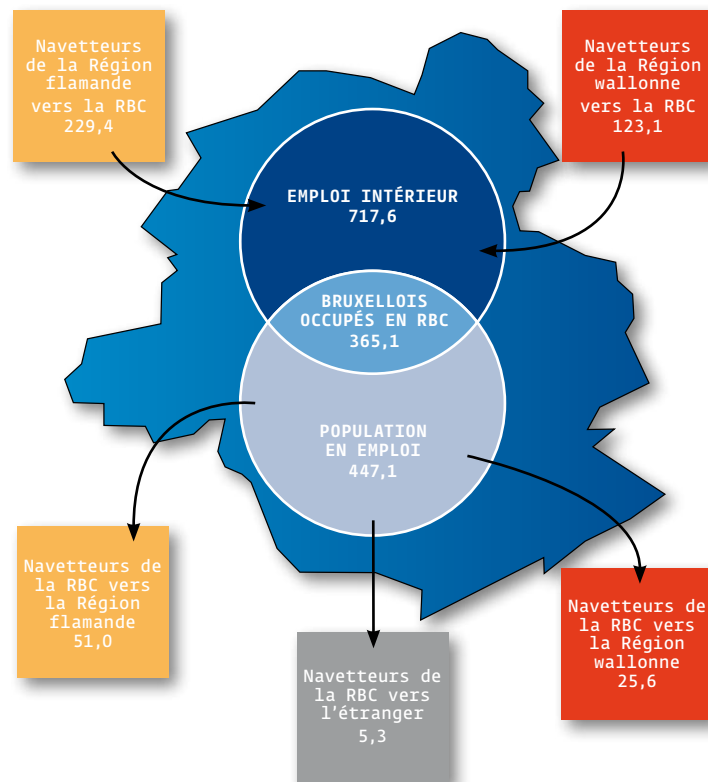 Navetteurs
de la Région
flamande
vers la RBC
229,4
Navetteurs
de la Région
wallonne
vers la RBC
123,1
EMPLOI INTÉRIEUR
717,6
BRUXELLOIS
OCCUPÉS EN RBC
365,1
POPULATION
EN EMPLOI
447,1
Navetteurs de
la RBC vers
la Région
flamande
51,0
Navetteurs de
la RBC vers
l'étranger
5,3
Navetteurs de
la RBC vers
la Région
wallonne
25,6